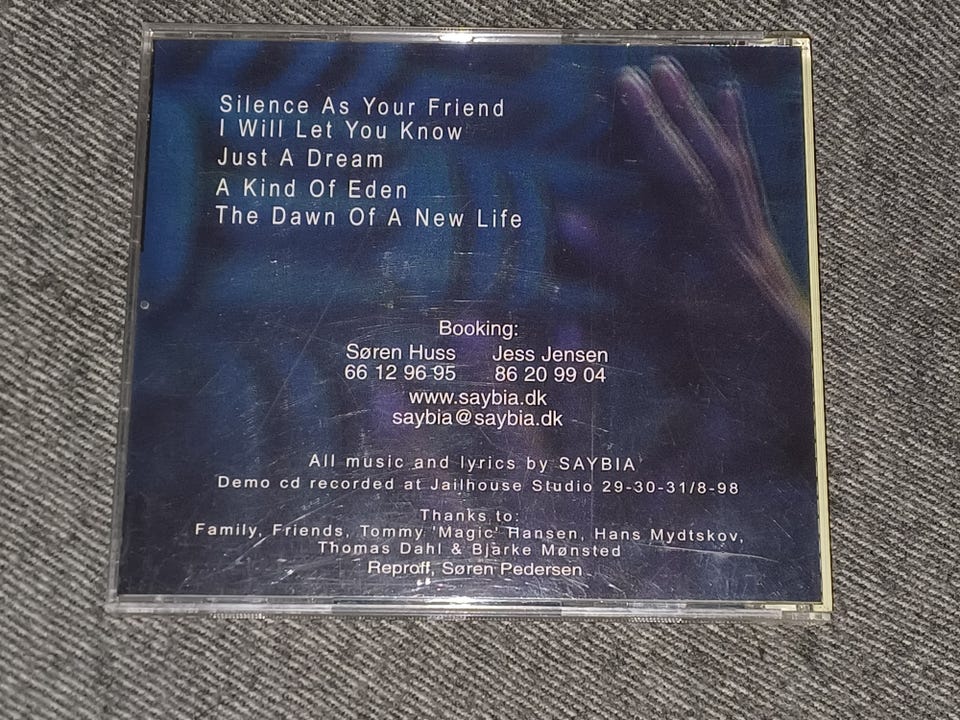 Silence As Your Friend
I Will Let You Know
Just A Dream
A Kind Of Eden
The Dawn Of A New Life
Booking:
Søren Huss Jess Jensen
66 12 96 95 86 20 99 04
www.saybia.dk
saybia@saybia.dk
All music and lyrics by SAYBIA
Demo cd recorded at Jailhouse Studio 29-30-31/8-98
Thanks to:
Family, Friends, Tommy 'Magic' Hansen, Hans Mydtskov,
Thomas Dahl & Bjarke Mønsted
Reproff, Søren Pedersen